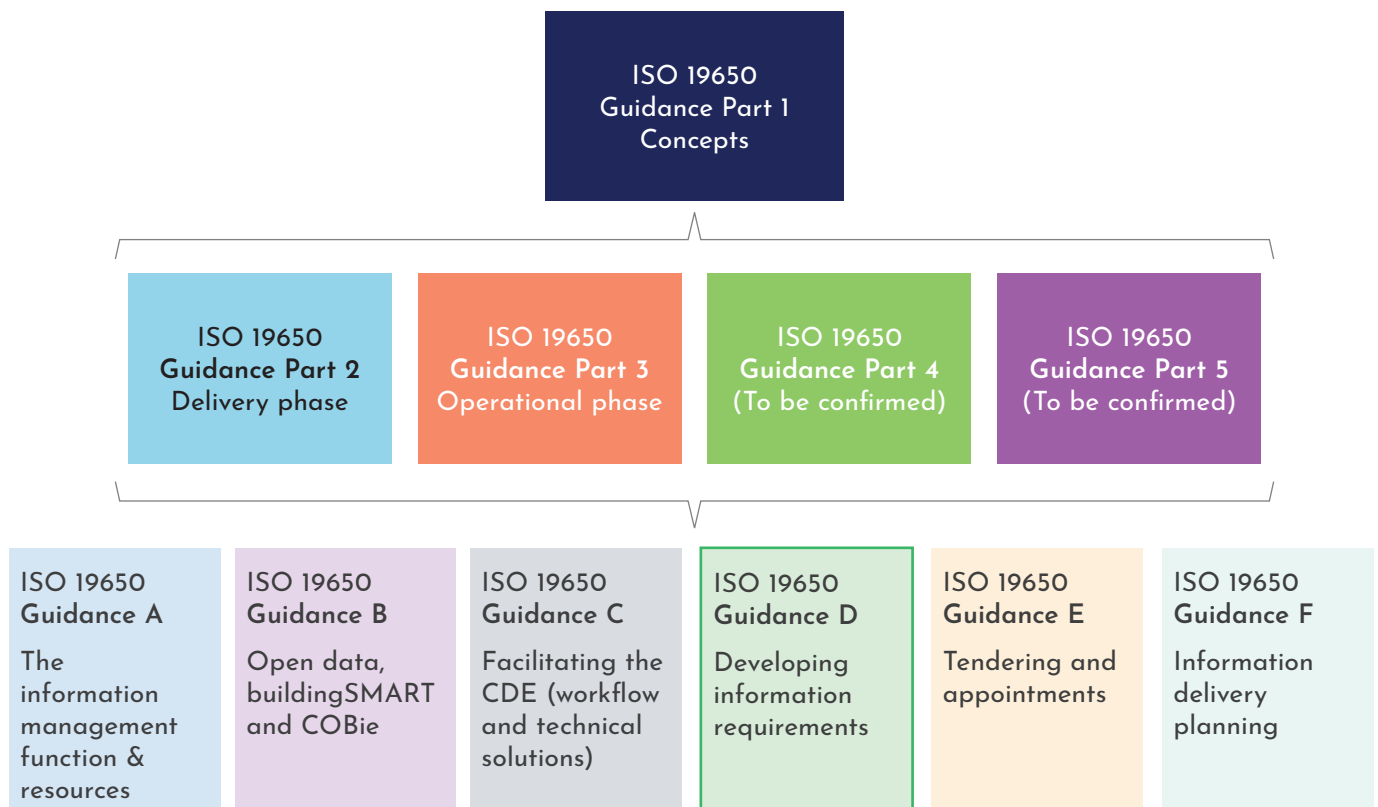 ISO 19650
Guidance Part 1
Concepts
ISO 19650
Guidance Part 2
Delivery phase
ISO 19650
Guidance Part 3
Operational phase
ISO 19650
Guidance Part 4
(To be confirmed)
ISO 19650
Guidance Part 5
(To be confirmed)
ISO 19650
Guidance A
The
information
management
function &
resources
ISO 19650
Guidance B
Open data,
buildingSMART
and COBie
ISO 19650
Guidance C
Facilitating the
CDE (workflow
and technical
solutions)
ISO 19650
Guidance D
Developing
information
requirements
ISO 19650
Guidance E
Tendering and
appointments
ISO 19650
Guidance F
Information
delivery
planning